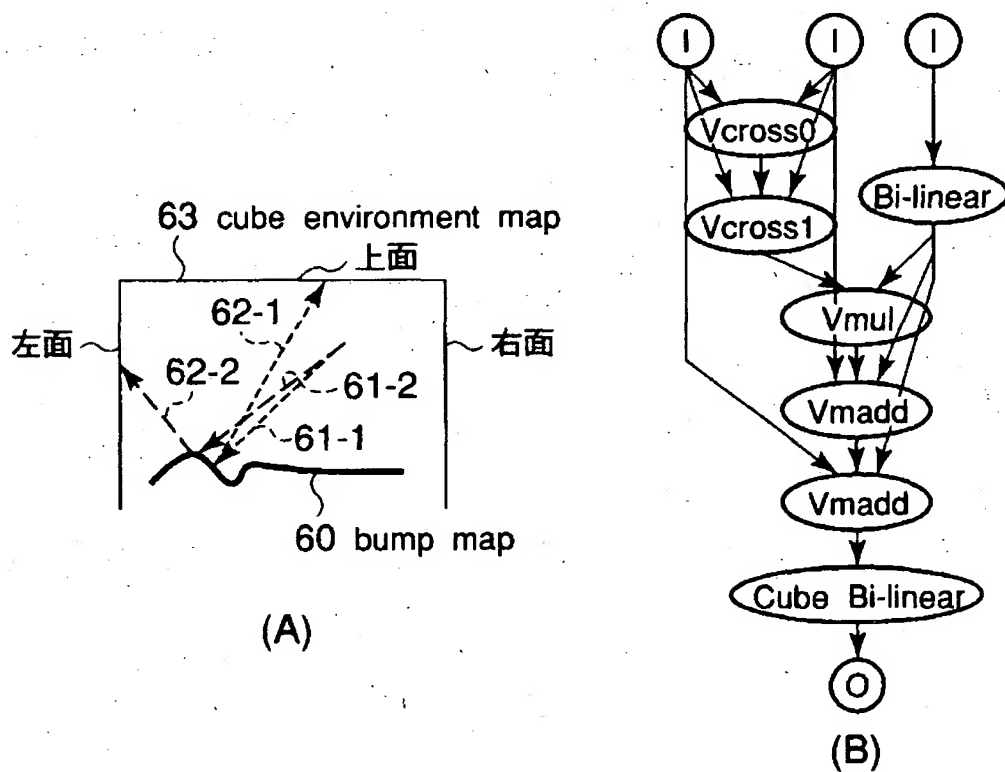 63 cube environment map
上面
左面
右面
62-1
62-2
61-2
61-1
60 bump map
(A)
I
I
I
Vcross0
Bi-linear
Vcross1
Vmul
Vmadd
Vmadd
Cube Bi-linear
O
(B)